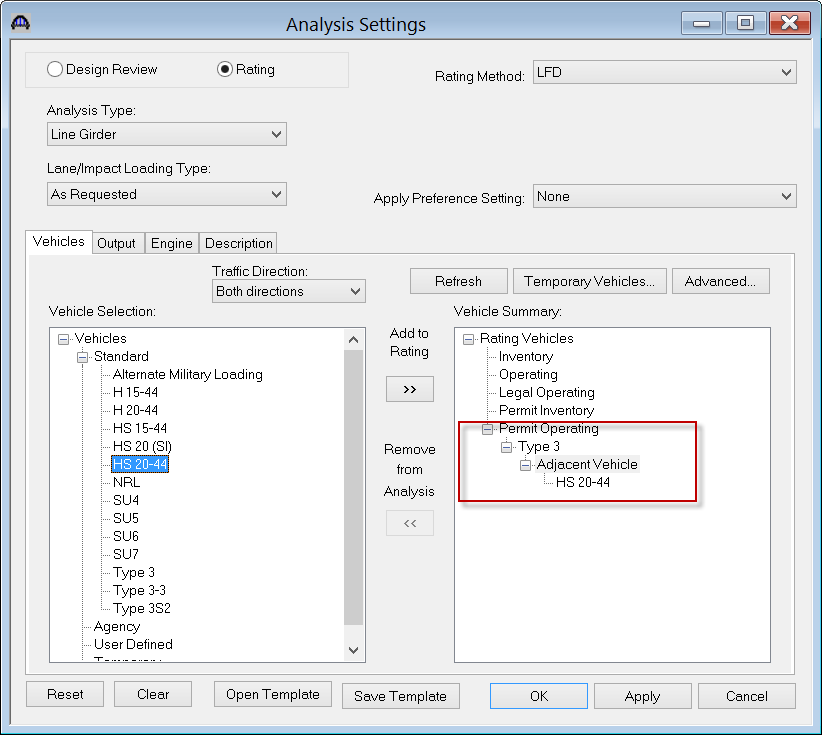 Analysis Settings
Design Review
Rating
Rating Method:
LFD
Analysis Type:
Line Girder
Lane/Impact Loading Type:
As Requested
Apply Preference Setting:
None
Vehicles
Output
Engine
Description
Traffic Direction:
Both directions
Refresh
Temporary Vehicles...
Advanced...
Vehicle Selection:
Vehicles
Standard
Alternate Military Loading
H 15-44
H 20-44
HS 15-44
HS 20 (SI)
HS 20-44
NRL
SU4
SU5
SU6
SU7
Type 3
Type 3-3
Type 3S2
Agency
User Defined
Temporary
Add to
Rating
>>
Remove
from
Analysis
<<
Vehicle Summary:
Rating Vehicles
Inventory
Operating
Legal Operating
Permit Inventory
Permit Operating
Type 3
Adjacent Vehicle
HS 20-44
Reset
Clear
Open Template
Save Template
OK
Apply
Cancel